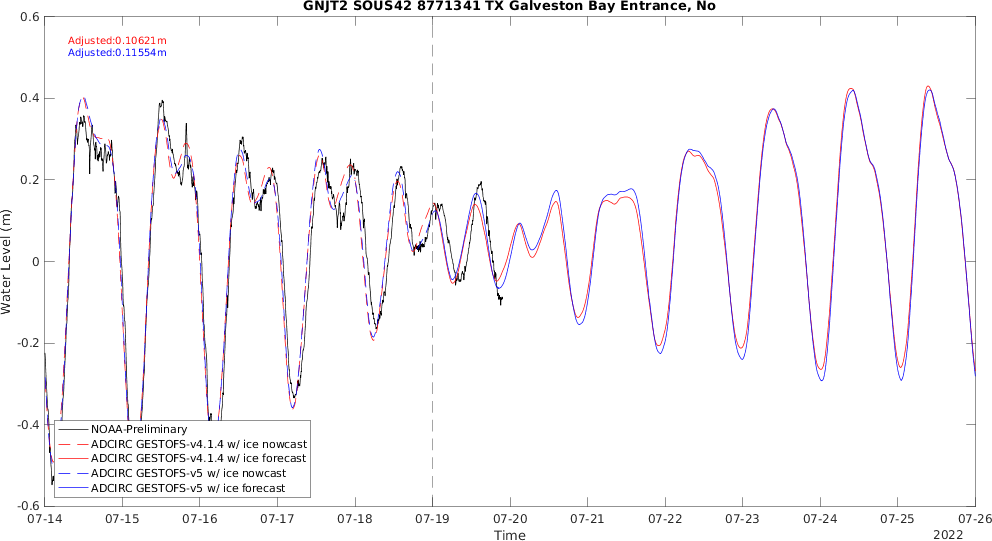 GNJT2 SOUS42 8771341 TX Galveston Bay Entrance, No
Adjusted:0.10621m
Adjusted:0.11554m
0.6
0.4
0.2
0
-0.2
-0.4
-0.6
Water Level (m)
NOAA-Preliminary
ADCIRC GESTOFS-v4.1.4 w/ ice nowcast
ADCIRC GESTOFS-v4.1.4 w/ ice forecast
ADCIRC GESTOFS-v5 w/ ice nowcast
ADCIRC GESTOFS-v5 w/ ice forecast
07-14 07-15 07-16 07-17 07-18 07-19 07-20 07-21 07-22 07-23 07-24 07-25 07-26
Time
2022